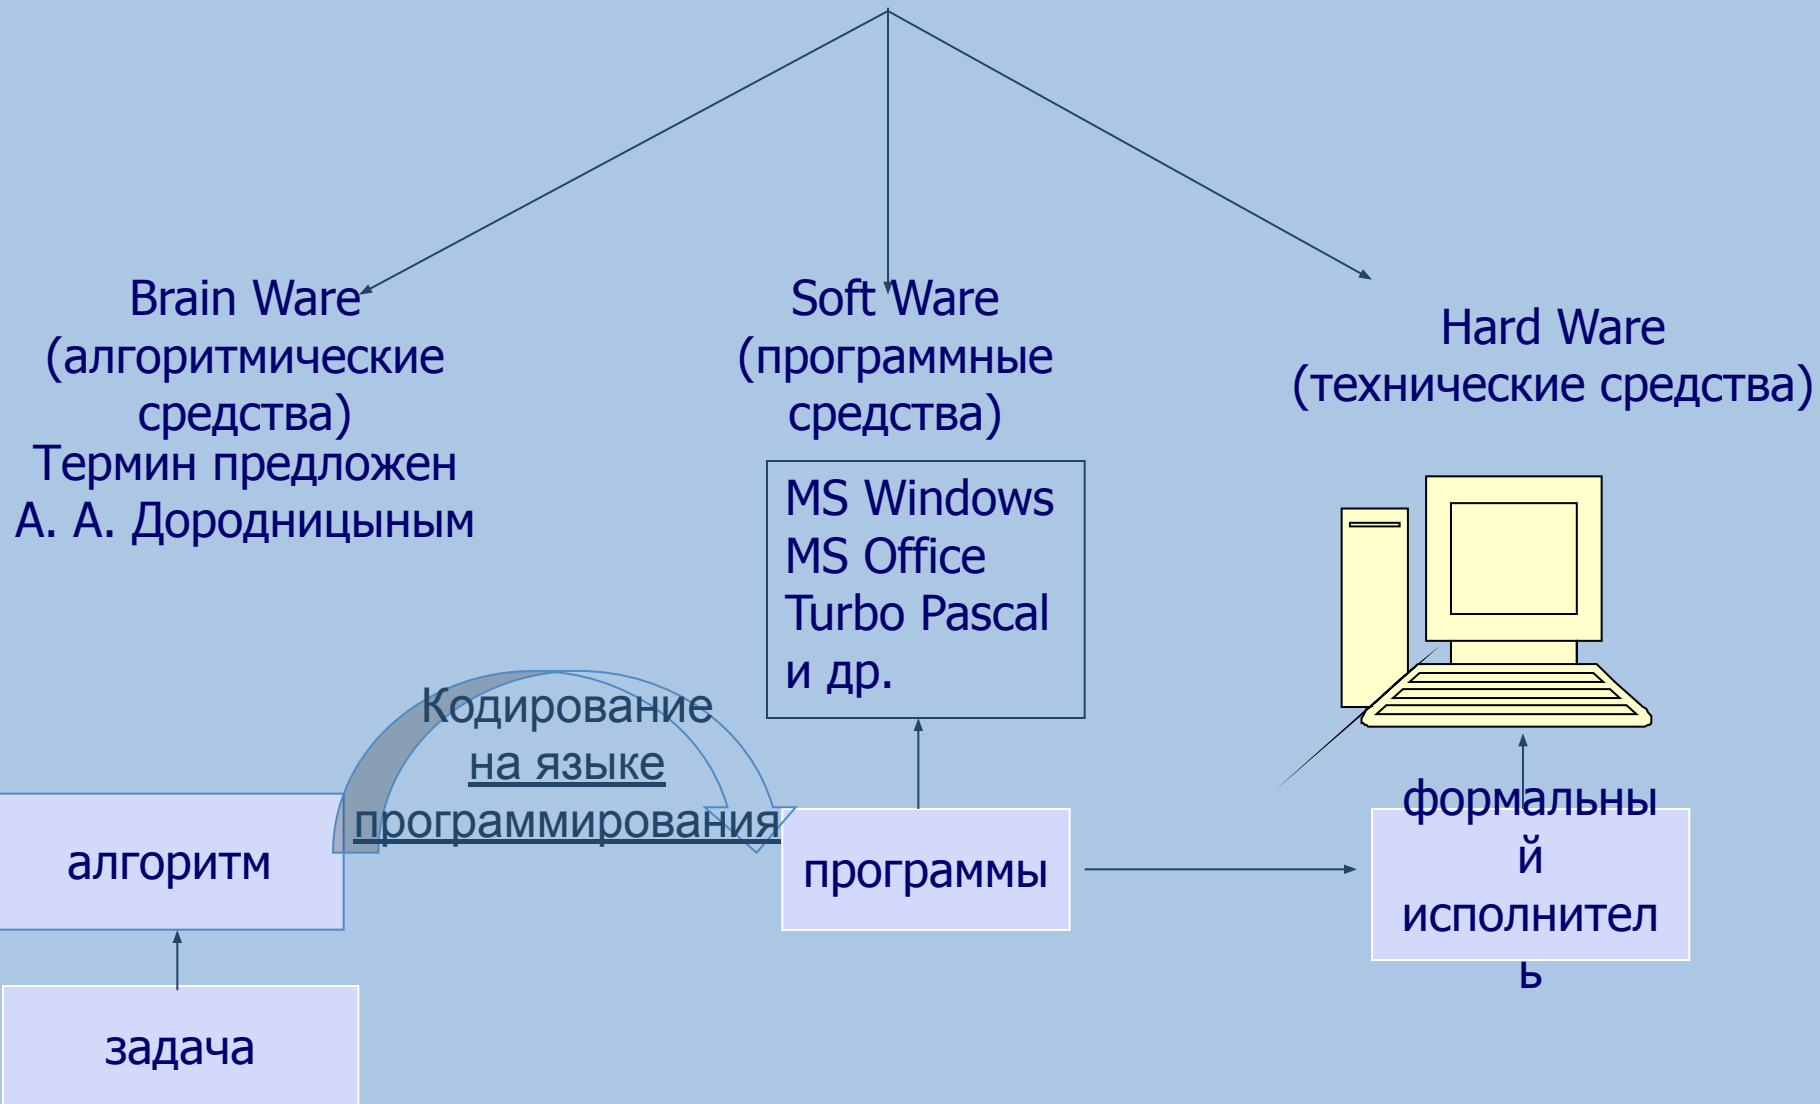 Brain Ware
(алгоритмические
средства)
Термин предложен
А. А. Дородницыным
Soft Ware
(программные
средства)
MS Windows
MS Office
Turbo Pascal
и др.
Hard Ware
(технические средства)
Кодирование
на языке
программирования
алгоритм
задача
программы
формальны
й
исполнител
ь